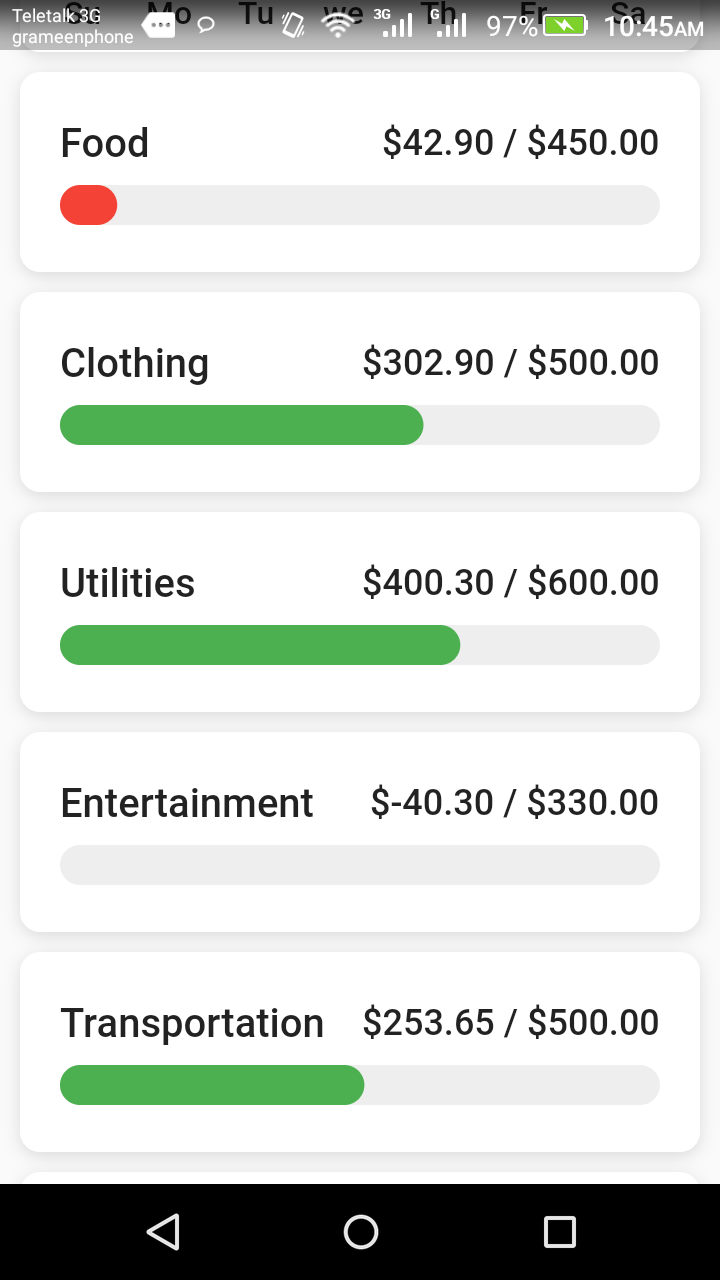 Su Mo Tu we Th Fr Sa
Teletalk 3G
grameenphone
3G G 97% 10:45AM
Food $42.90 / $450.00
Clothing $302.90 / $500.00
Utilities $400.30 / $600.00
Entertainment $-40.30 / $330.00
Transportation $253.65 / $500.00